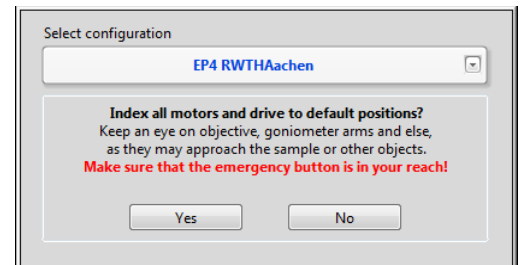 Select configuration
EP4 RWTHAachen
Index all motors and drive to default positions?
Keep an eye on objective, goniometer arms and else,
as they may approach the sample or other objects.
Make sure that the emergency button is in your reach!
Yes No